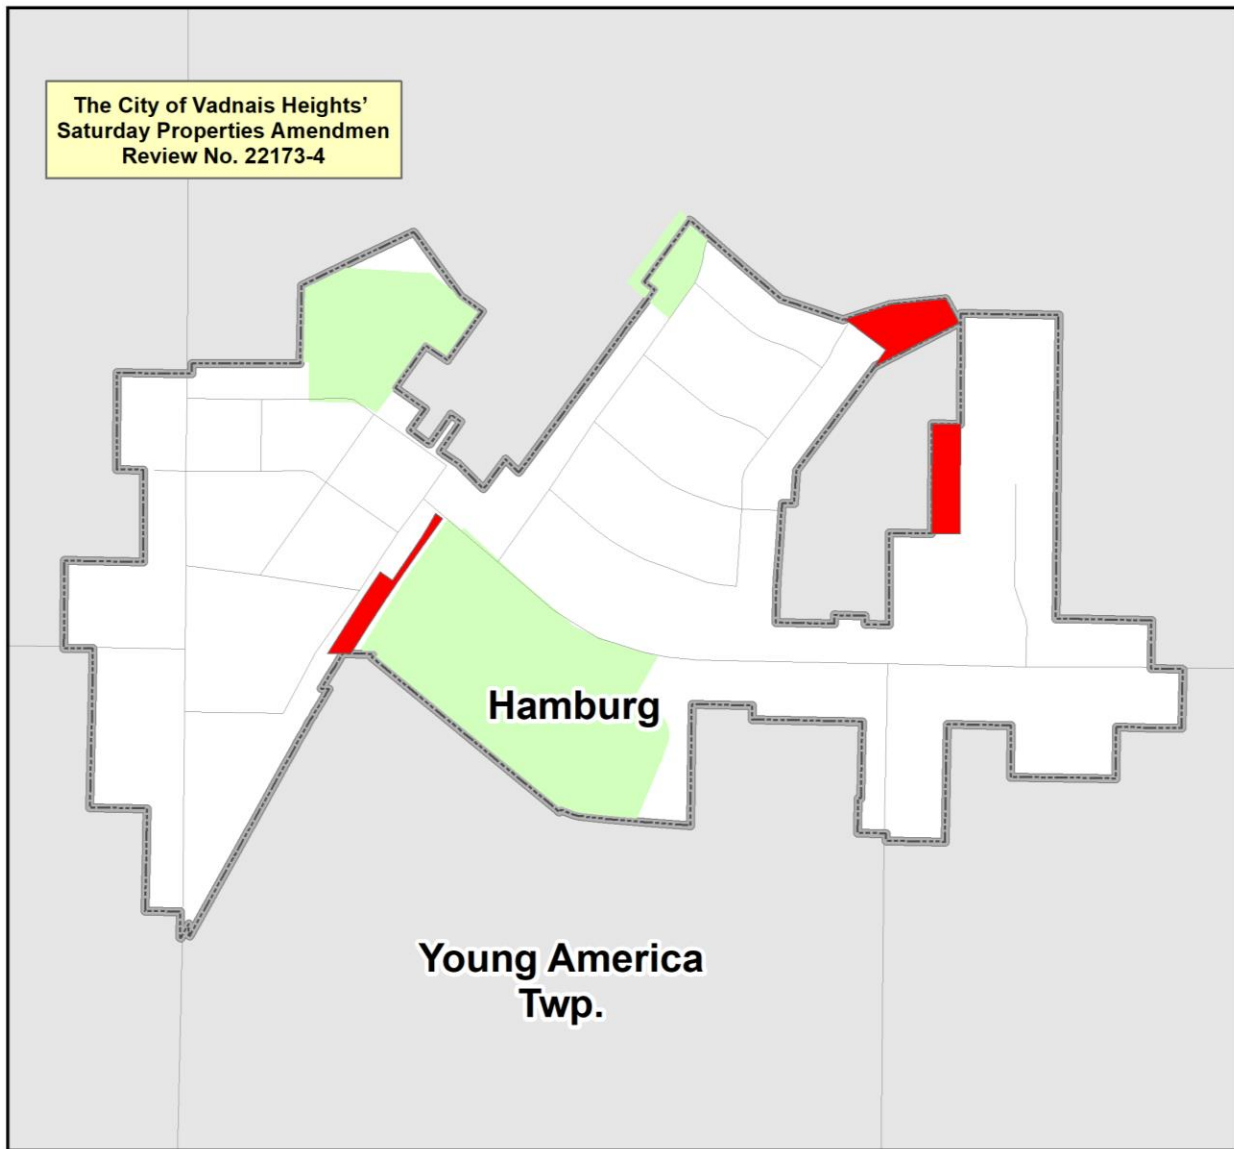 The City of Vadnais Heights’
Saturday Properties Amendmen
Review No. 22173-4
Hamburg
Young America
Twp.